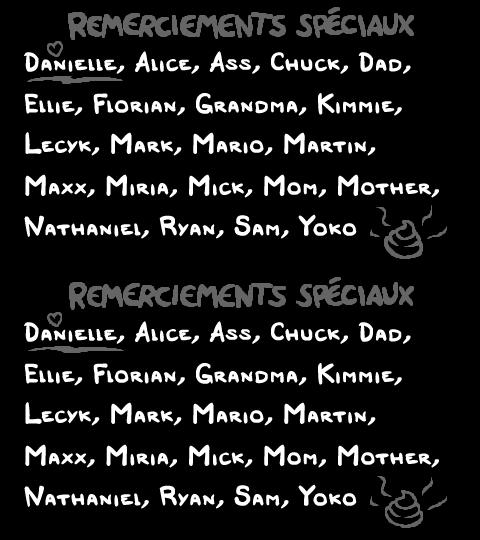 REMERCIEMENTS SPÉCIAUX
DANIELLE, ALICE, ASS, CHUCK, DAD,
ELLIE, FLORIAN, GRANDMA, KIMMIE,
LECYK, MARK, MARIO, MARTIN,
MAXX, MIRIA, MICK, MOM, MOTHER,
NATHANIEL, RYAN, SAM, YOKO
REMERCIEMENTS SPÉCIAUX
DANIELLE, ALICE, ASS, CHUCK, DAD,
ELLIE, FLORIAN, GRANDMA, KIMMIE,
LECYK, MARK, MARIO, MARTIN,
MAXX, MIRIA, MICK, MOM, MOTHER,
NATHANIEL, RYAN, SAM, YOKO